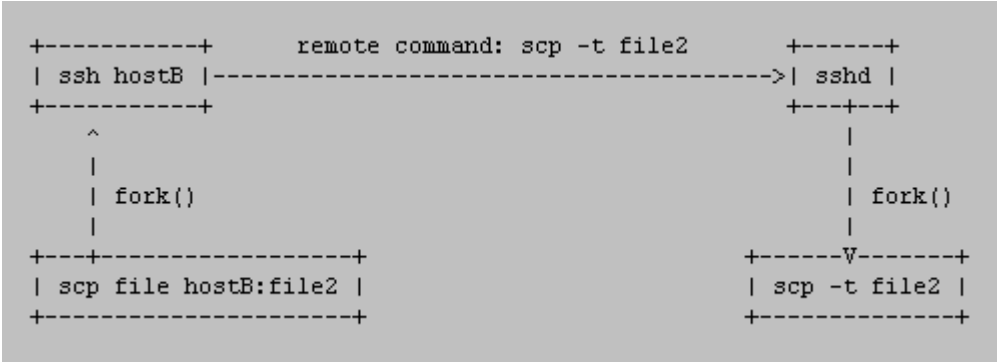 +-----------+      remote command: scp -t file2       +------+
| ssh hostB |---------------------------------------->| sshd |
+-----------+                                         +---+--+
    ^                                                     |
    |                                                     |
    | fork()                                              | fork()
    |                                                     |
+---+-------------------+                          +------V-------+
| scp file hostB:file2 |                           | scp -t file2 |
+-----------------------+                          +--------------+